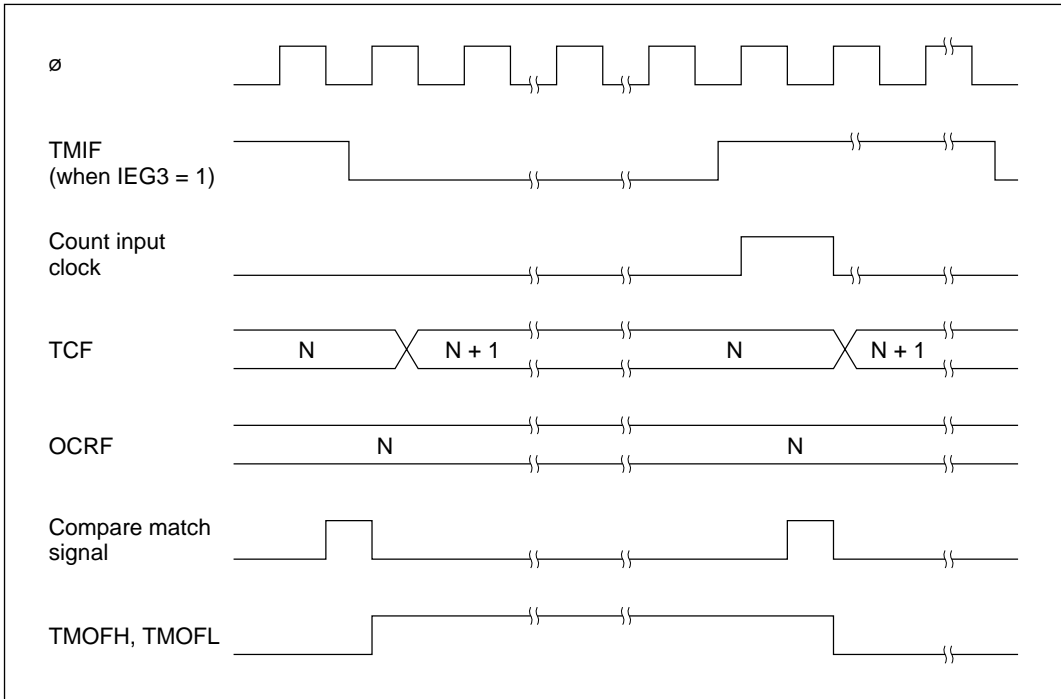 ø
TMIF
(when IEG3 = 1)
Count input
clock
TCF
N
N + 1
N
N + 1
OCRF
N
N
Compare match
signal
TMOFH, TMOFL